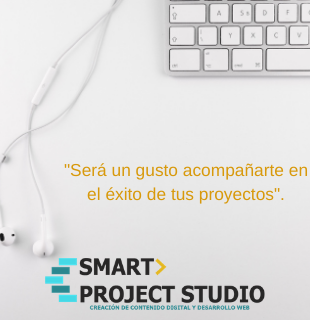 "Será un gusto acompañarte en
el éxito de tus proyectos".
SMART
PROJECT STUDIO
CREACIÓN DE CONTENIDO DIGITAL Y DESARROLLO WEB